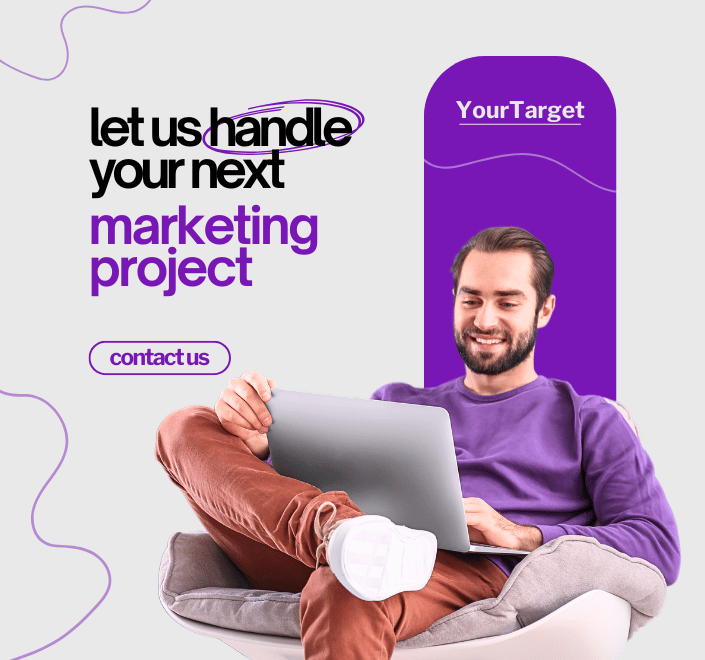 let us handle
your next
marketing
project
contact us
YourTarget